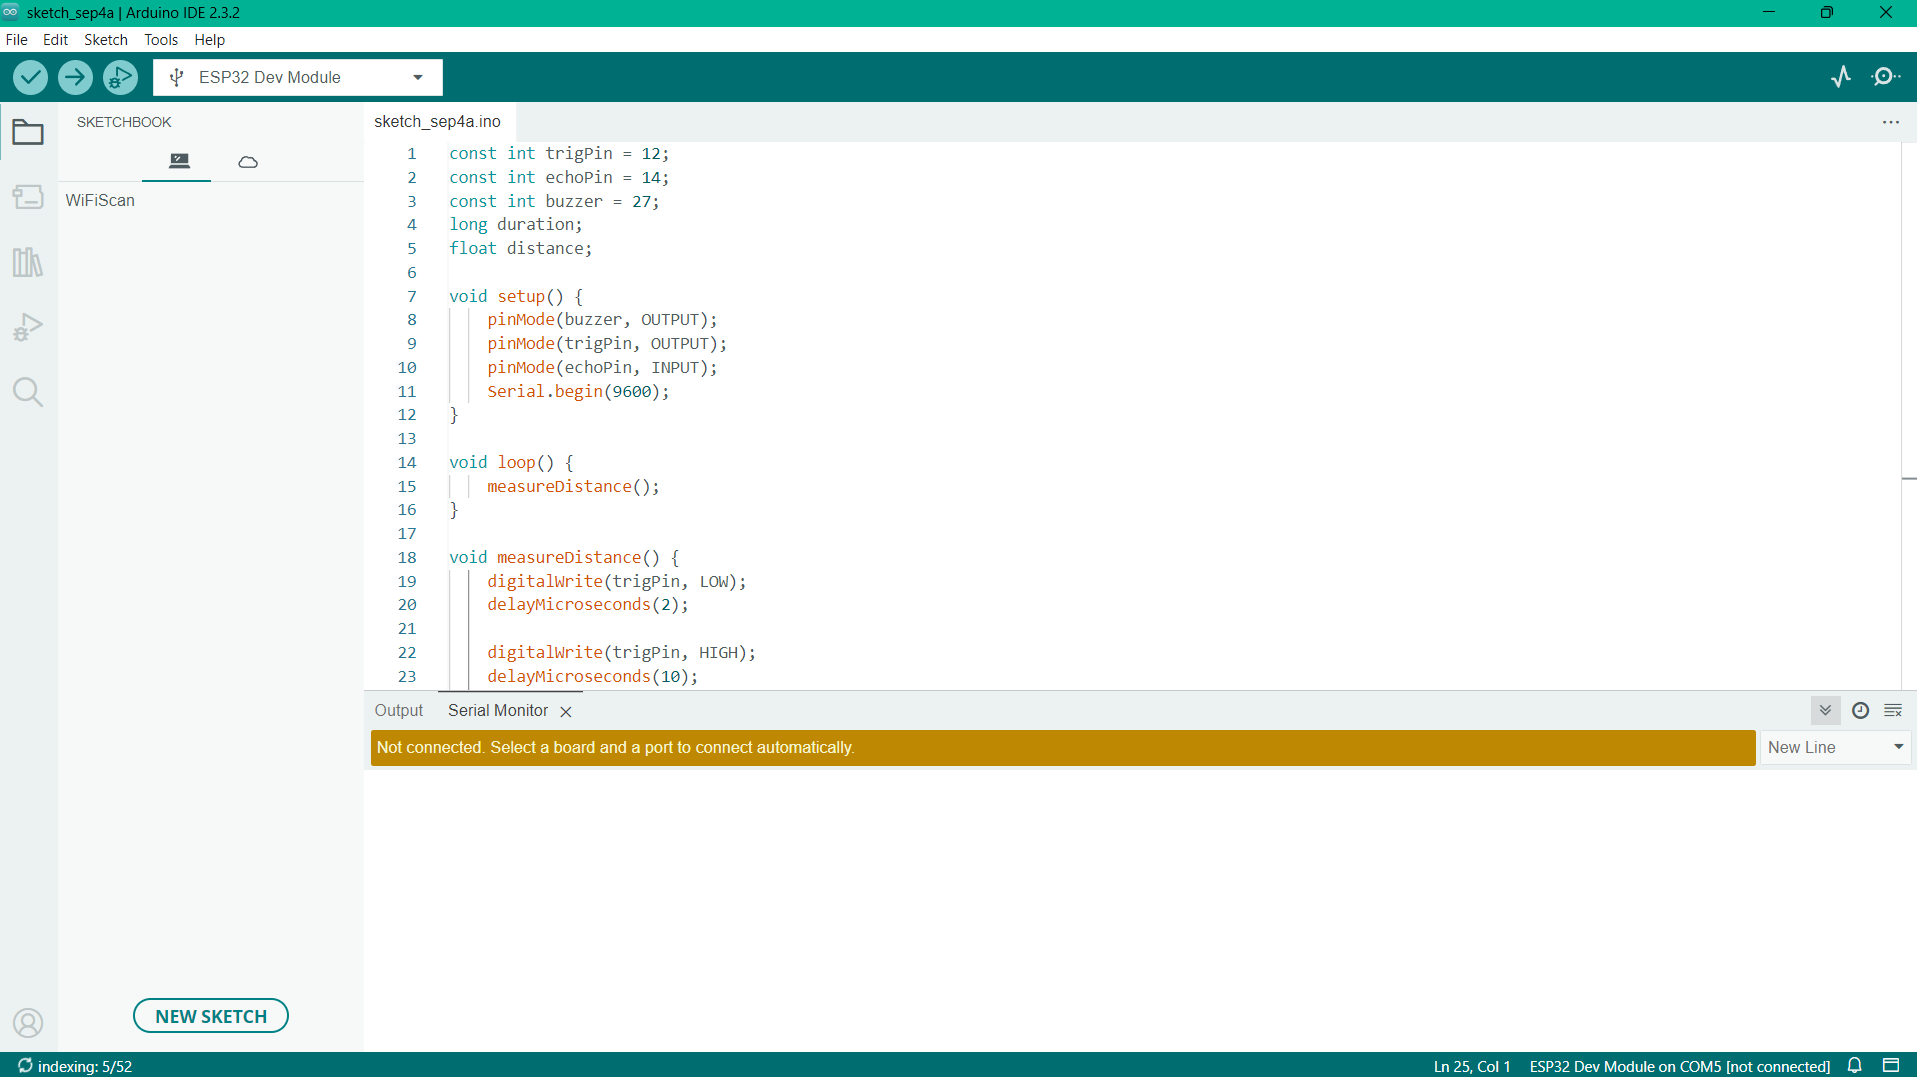 sketch_sep4a | Arduino IDE 2.3.2
File Edit Sketch Tools Help
ESP32 Dev Module
SKETCHBOOK
WiFiScan
NEW SKETCH
sketch_sep4a.ino
1 const int trigPin = 12;
2 const int echoPin = 14;
3 const int buzzer = 27;
4 long duration;
5 float distance;
6
7 void setup() {
8 pinMode(buzzer, OUTPUT);
9 pinMode(trigPin, OUTPUT);
10 pinMode(echoPin, INPUT);
11 Serial.begin(9600);
12 }
13
14 void loop() {
15 measureDistance();
16 }
17
18 void measureDistance() {
19 digitalWrite(trigPin, LOW);
20 delayMicroseconds(2);
21
22 digitalWrite(trigPin, HIGH);
23 delayMicroseconds(10);
Output Serial Monitor
Not connected. Select a board and a port to connect automatically.
New Line
indexing: 5/52
Ln 25, Col 1 ESP32 Dev Module on COM5 [not connected]